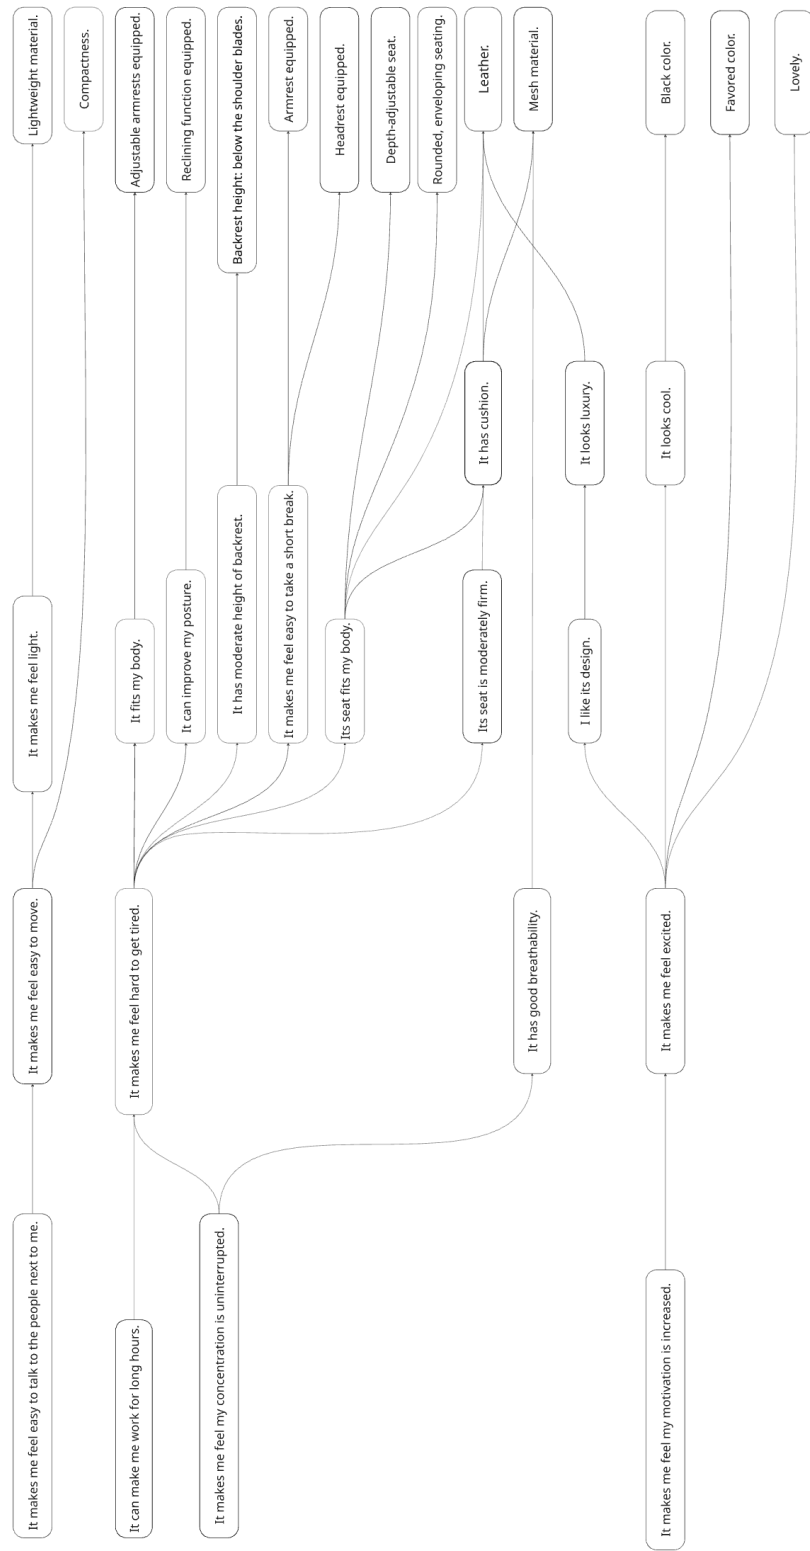 It makes me feel easy to talk to the people next to me.
It makes me feel easy to move.
It makes me feel light.
Lightweight material.
Compactness.
It can make me work for long hours.
It makes me feel hard to get tired.
It fits my body.
Adjustable armrests equipped.
It can improve my posture.
Reclining function equipped.
It makes me feel my concentration is uninterrupted.
It has moderate height of backrest.
Backrest height: below the shoulder blades.
It makes me feel easy to take a short break.
Armrest equipped.
Headrest equipped.
Its seat fits my body.
Depth-adjustable seat.
Rounded, enveloping seating.
Its seat is moderately firm.
It has cushion.
Leather.
It has good breathability.
Mesh material.
I like its design.
It looks luxury.
It makes me feel my motivation is increased.
It makes me feel excited.
It looks cool.
Black color.
Favored color.
Lovely.